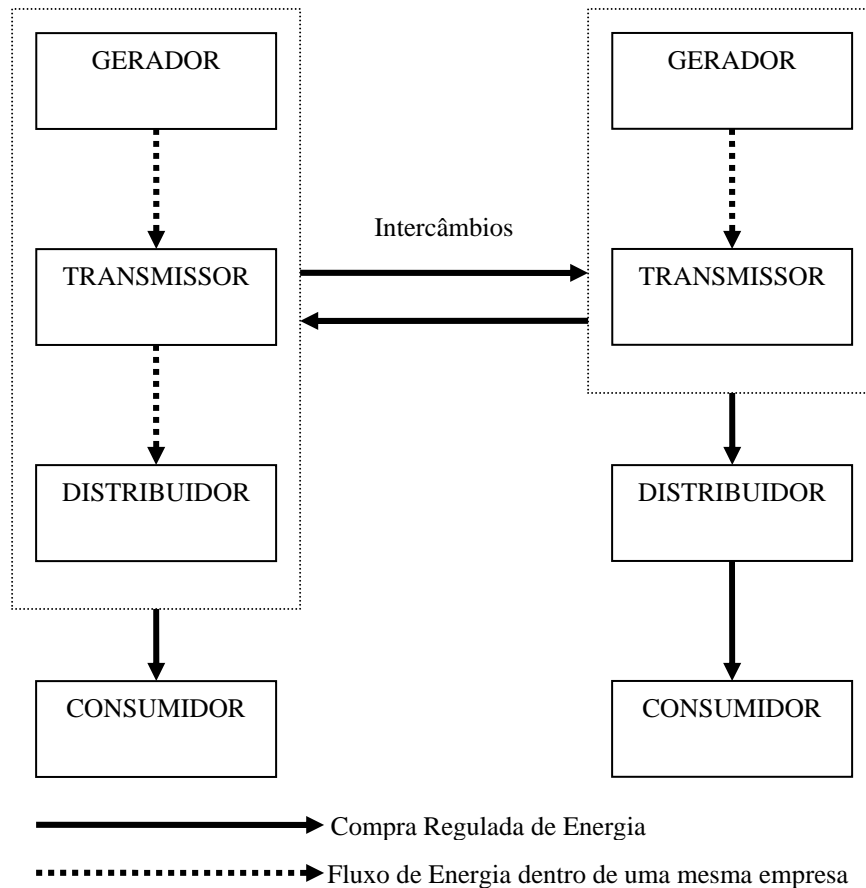 GERADOR
GERADOR
Intercâmbios
TRANSMISSOR
TRANSMISSOR
DISTRIBUIDOR
DISTRIBUIDOR
CONSUMIDOR
CONSUMIDOR
Compra Regulada de Energia
Fluxo de Energia dentro de uma mesma empresa